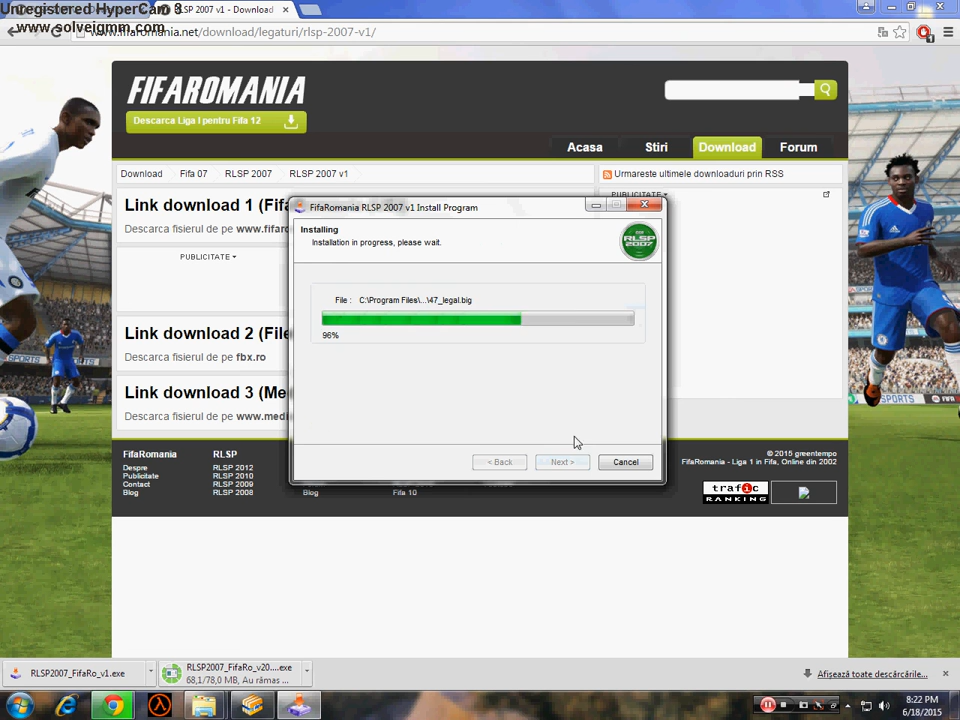 Unregistered HyperCam 3
www.solveigmm.com
RLSP 2007 v1 - Download
www.fifaromania.net/download/legaturi/rlsp-2007-v1/
FIFAROMANIA
Descarca Liga I pentru Fifa 12
Acasa
Stiri
Download
Forum
Download
Fifa 07
RLSP 2007
RLSP 2007 v1
Urmareste ultimele downloaduri prin RSS
Link download 1 (Fifa
Descarca fisierul de pe www.fifaro
PUBLICITATE
PUBLICITATE
FifaRomania RLSP 2007 v1 Install Program
Installing
Installation in progress, please wait.
RLSP
2007
File : C:\Program Files\...\47_legal.big
96%
< Back
Next >
Cancel
Link download 2 (File
Descarca fisierul de pe fbx.ro
Link download 3 (Me
Descarca fisierul de pe www.medi
SPORTS
SPORTS
FIFA
FifaRomania
Despre
Publicitate
Contact
Blog
RLSP
RLSP 2012
RLSP 2010
RLSP 2009
RLSP 2008
Blog
Fifa 10
© 2015 greentempo
FifaRomania - Liga 1 in Fifa, Online din 2002
trafic
RANKING
RLSP2007_FifaRo_v1.exe
RLSP2007_FifaRo_v20....exe
68,1/78,0 MB, Au rămas ...
Afișează toate descărcările...
8:22 PM
6/18/2015